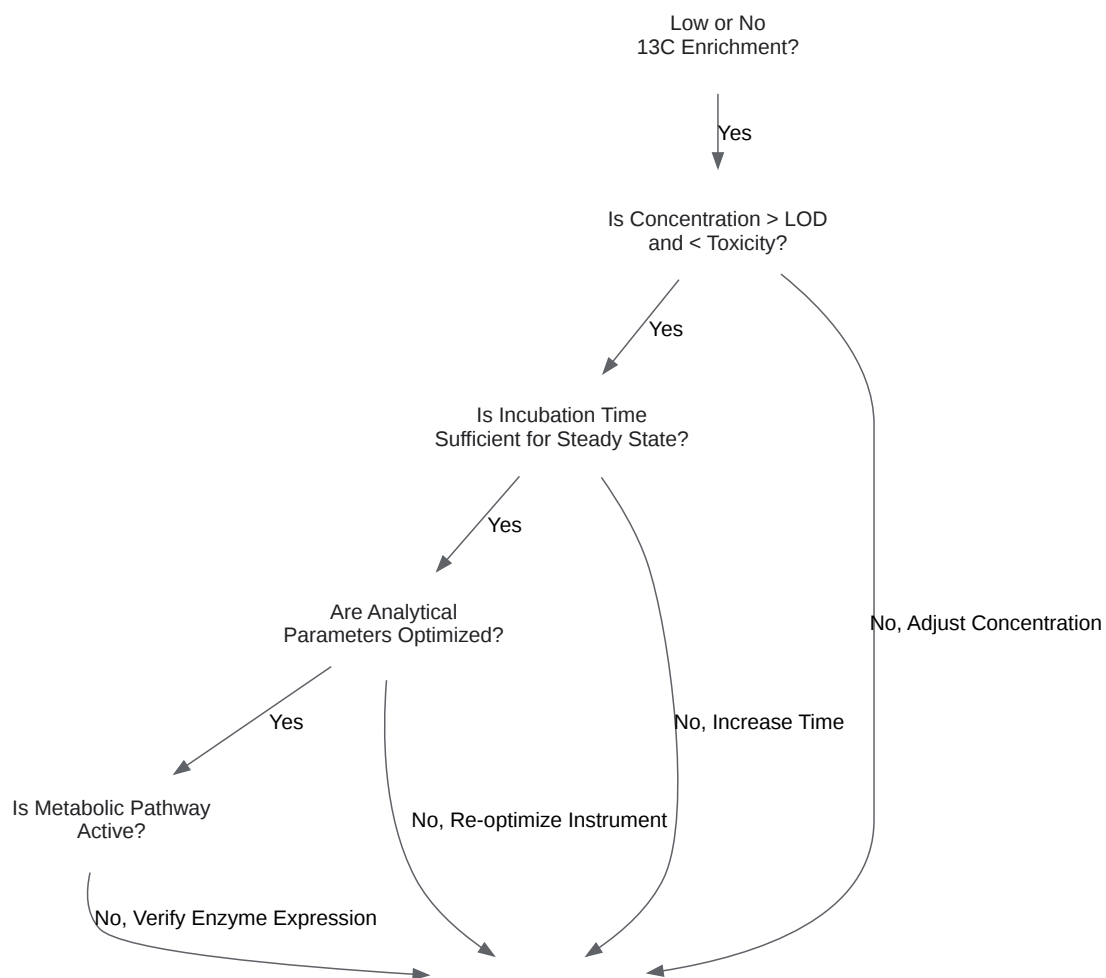 Low or No
13C Enrichment?
Yes
Is Concentration > LOD
and < Toxicity?
Yes
Is Incubation Time
Sufficient for Steady State?
Yes
Are Analytical
Parameters Optimized?
No, Adjust Concentration
Yes
No, Increase Time
Is Metabolic Pathway
Active?
No, Re-optimize Instrument
No, Verify Enzyme Expression